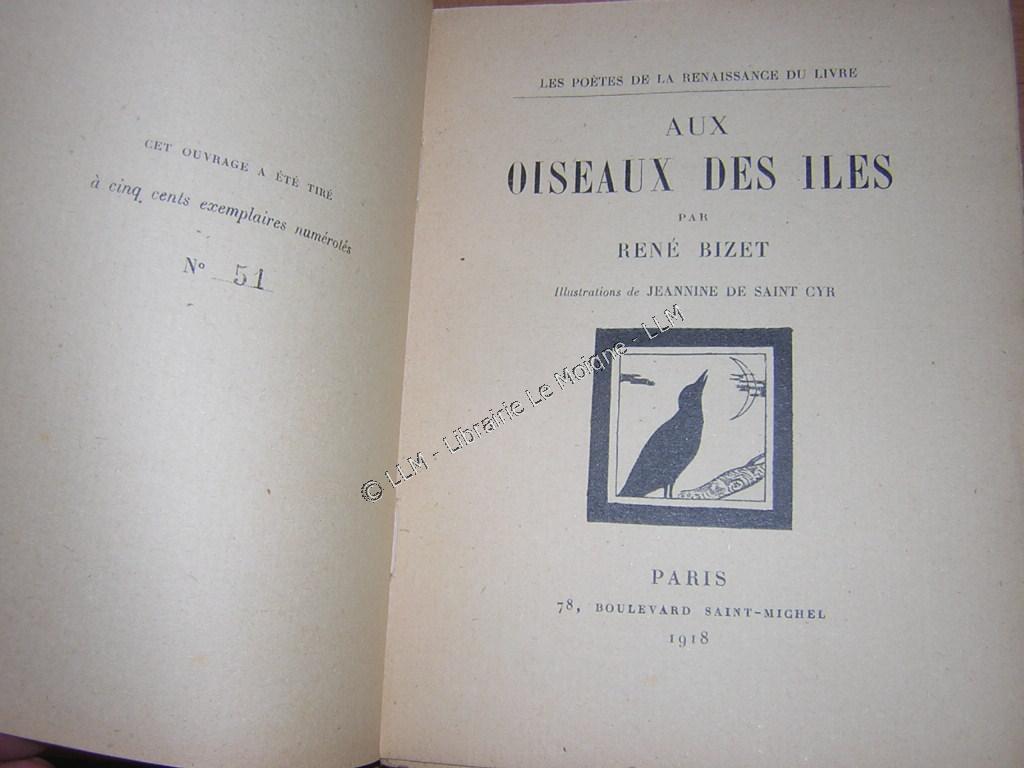 CET OUVRAGE A ÉTÉ TIRÉ
à cinq cents exemplaires numérotés
Nº 51
LES POÈTES DE LA RENAISSANCE DU LIVRE
AUX
OISEAUX DES ILES
PAR
RENÉ BIZET
Illustrations de JEANNINE DE SAINT CYR
© LLM - Librairie Le Moigne - LLM
PARIS
78, BOULEVARD SAINT-MICHEL
1918